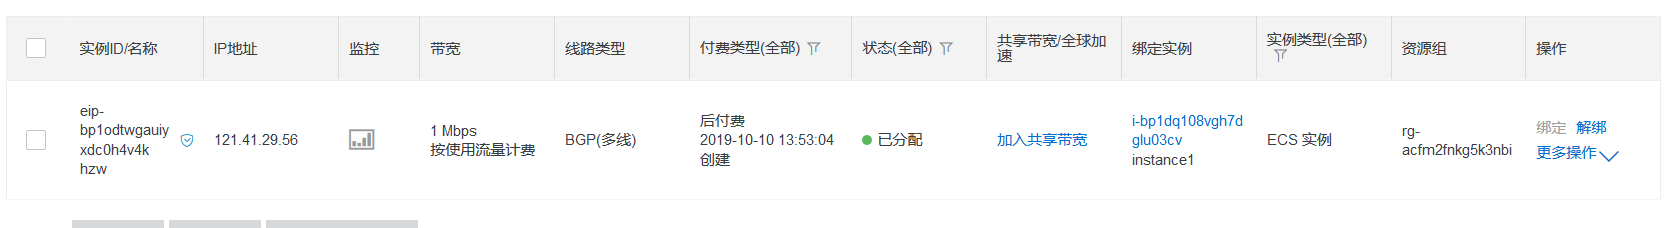 实例ID/名称
IP地址
监控
带宽
线路类型
付费类型(全部)
状态(全部)
共享带宽/全球加
速
绑定实例
实例类型(全部)
资源组
操作
eip-
bp1odtwgauiy
xdc0h4v4k
hzw
121.41.29.56
1 Mbps
按使用流量计费
BGP(多线)
后付费
2019-10-10 13:53:04
创建
已分配
加入共享带宽
i-bp1dq108vgh7d
glu03cv
instance1
ECS 实例
rg-
acfm2fnkg5k3nbi
绑定 解绑
更多操作